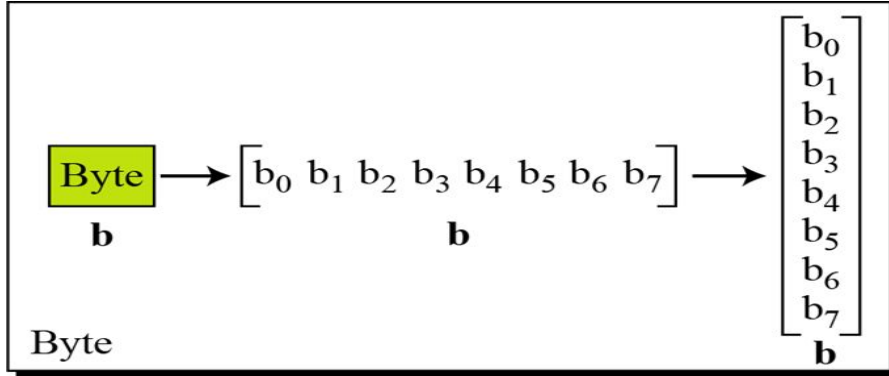 Byte
b
b₀ b₁ b₂ b₃ b₄ b₅ b₆ b₇
b
b₀
b₁
b₂
b₃
b₄
b₅
b₆
b₇
b
Byte